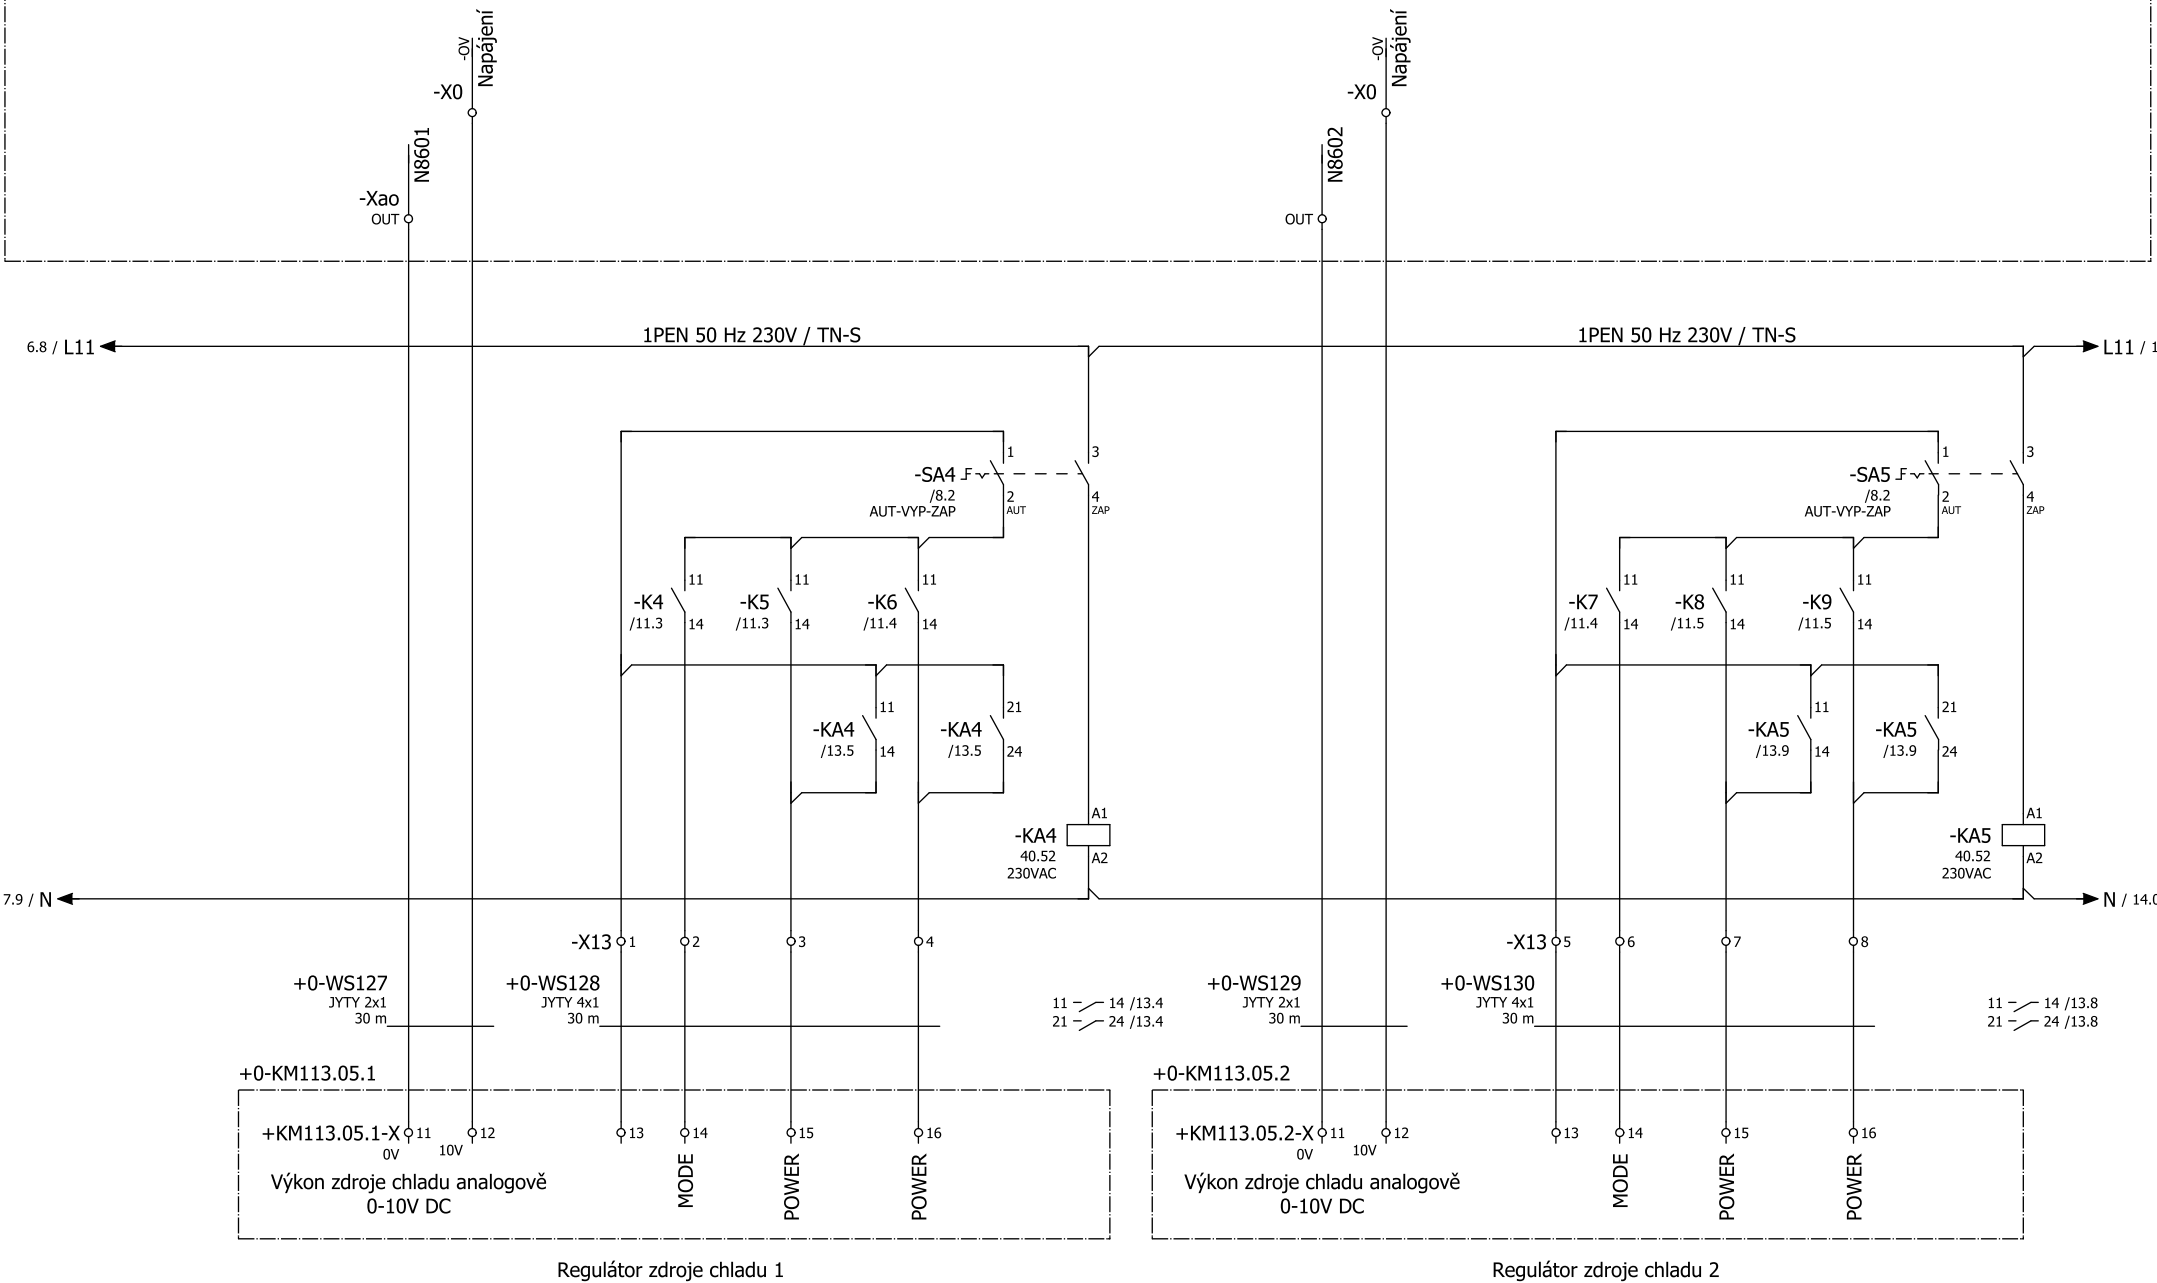 -OV
Napájení
-X0
N8601
-Xao
OUT
-OV
Napájení
-X0
N8602
OUT
6.8 / L11
1PEN 50 Hz 230V / TN-S
1PEN 50 Hz 230V / TN-S
L11 / 1
1
3
-SA4
/8.2
AUT-VYP-ZAP
2
AUT
4
ZAP
11
11
11
-K4
/11.3
14
-K5
/11.3
14
-K6
/11.4
14
11
-KA4
/13.5
14
21
-KA4
/13.5
24
A1
-KA4
40.52
230VAC
A2
1
3
-SA5
/8.2
AUT-VYP-ZAP
2
AUT
4
ZAP
11
11
11
-K7
/11.4
14
-K8
/11.5
14
-K9
/11.5
14
11
-KA5
/13.9
14
21
-KA5
/13.9
24
A1
-KA5
40.52
230VAC
A2
7.9 / N
N / 14.0
-X13 1
2
3
4
-X13 5
6
7
8
+0-WS127
JYTY 2x1
30 m
+0-WS128
JYTY 4x1
30 m
11 14 /13.4
21 24 /13.4
+0-WS129
JYTY 2x1
30 m
+0-WS130
JYTY 4x1
30 m
11 14 /13.8
21 24 /13.8
+0-KM113.05.1
+KM113.05.1-X 11
12
13
14
15
16
0V
10V
MODE
POWER
POWER
Výkon zdroje chladu analogově
0-10V DC
Regulátor zdroje chladu 1
+0-KM113.05.2
+KM113.05.2-X 11
12
13
14
15
16
0V
10V
MODE
POWER
POWER
Výkon zdroje chladu analogově
0-10V DC
Regulátor zdroje chladu 2